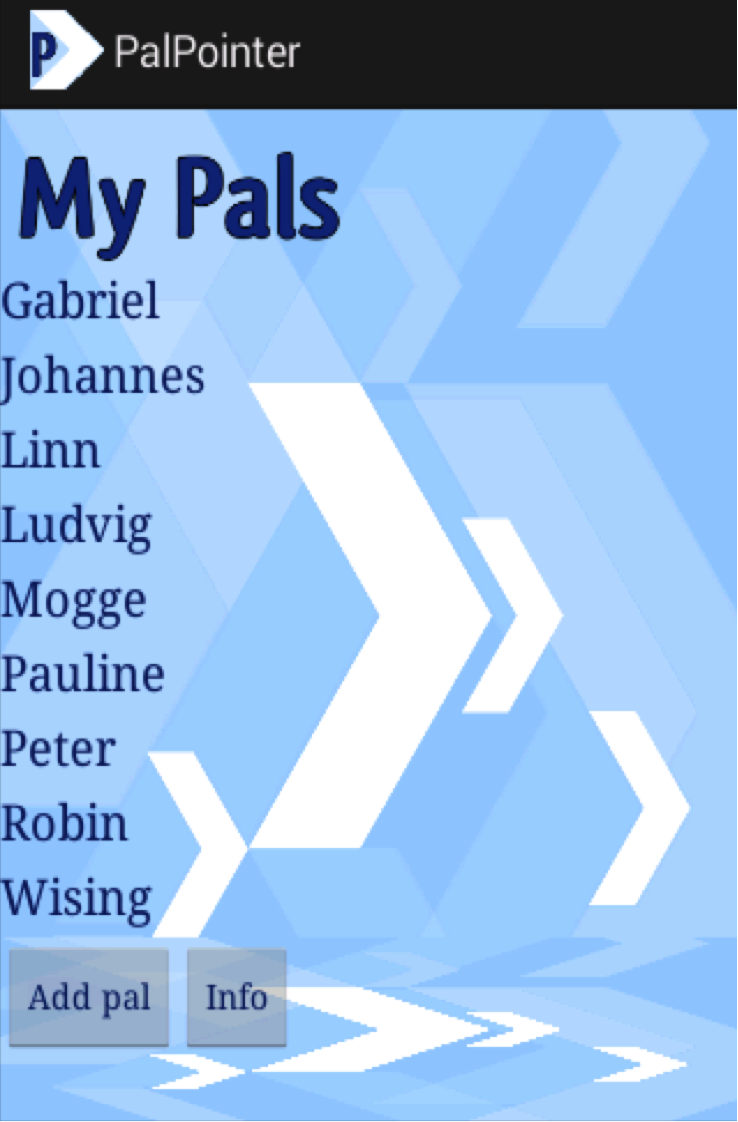 P PalPointer
My Pals
Gabriel
Johannes
Linn
Ludvig
Mogge
Pauline
Peter
Robin
Wising
Add pal Info